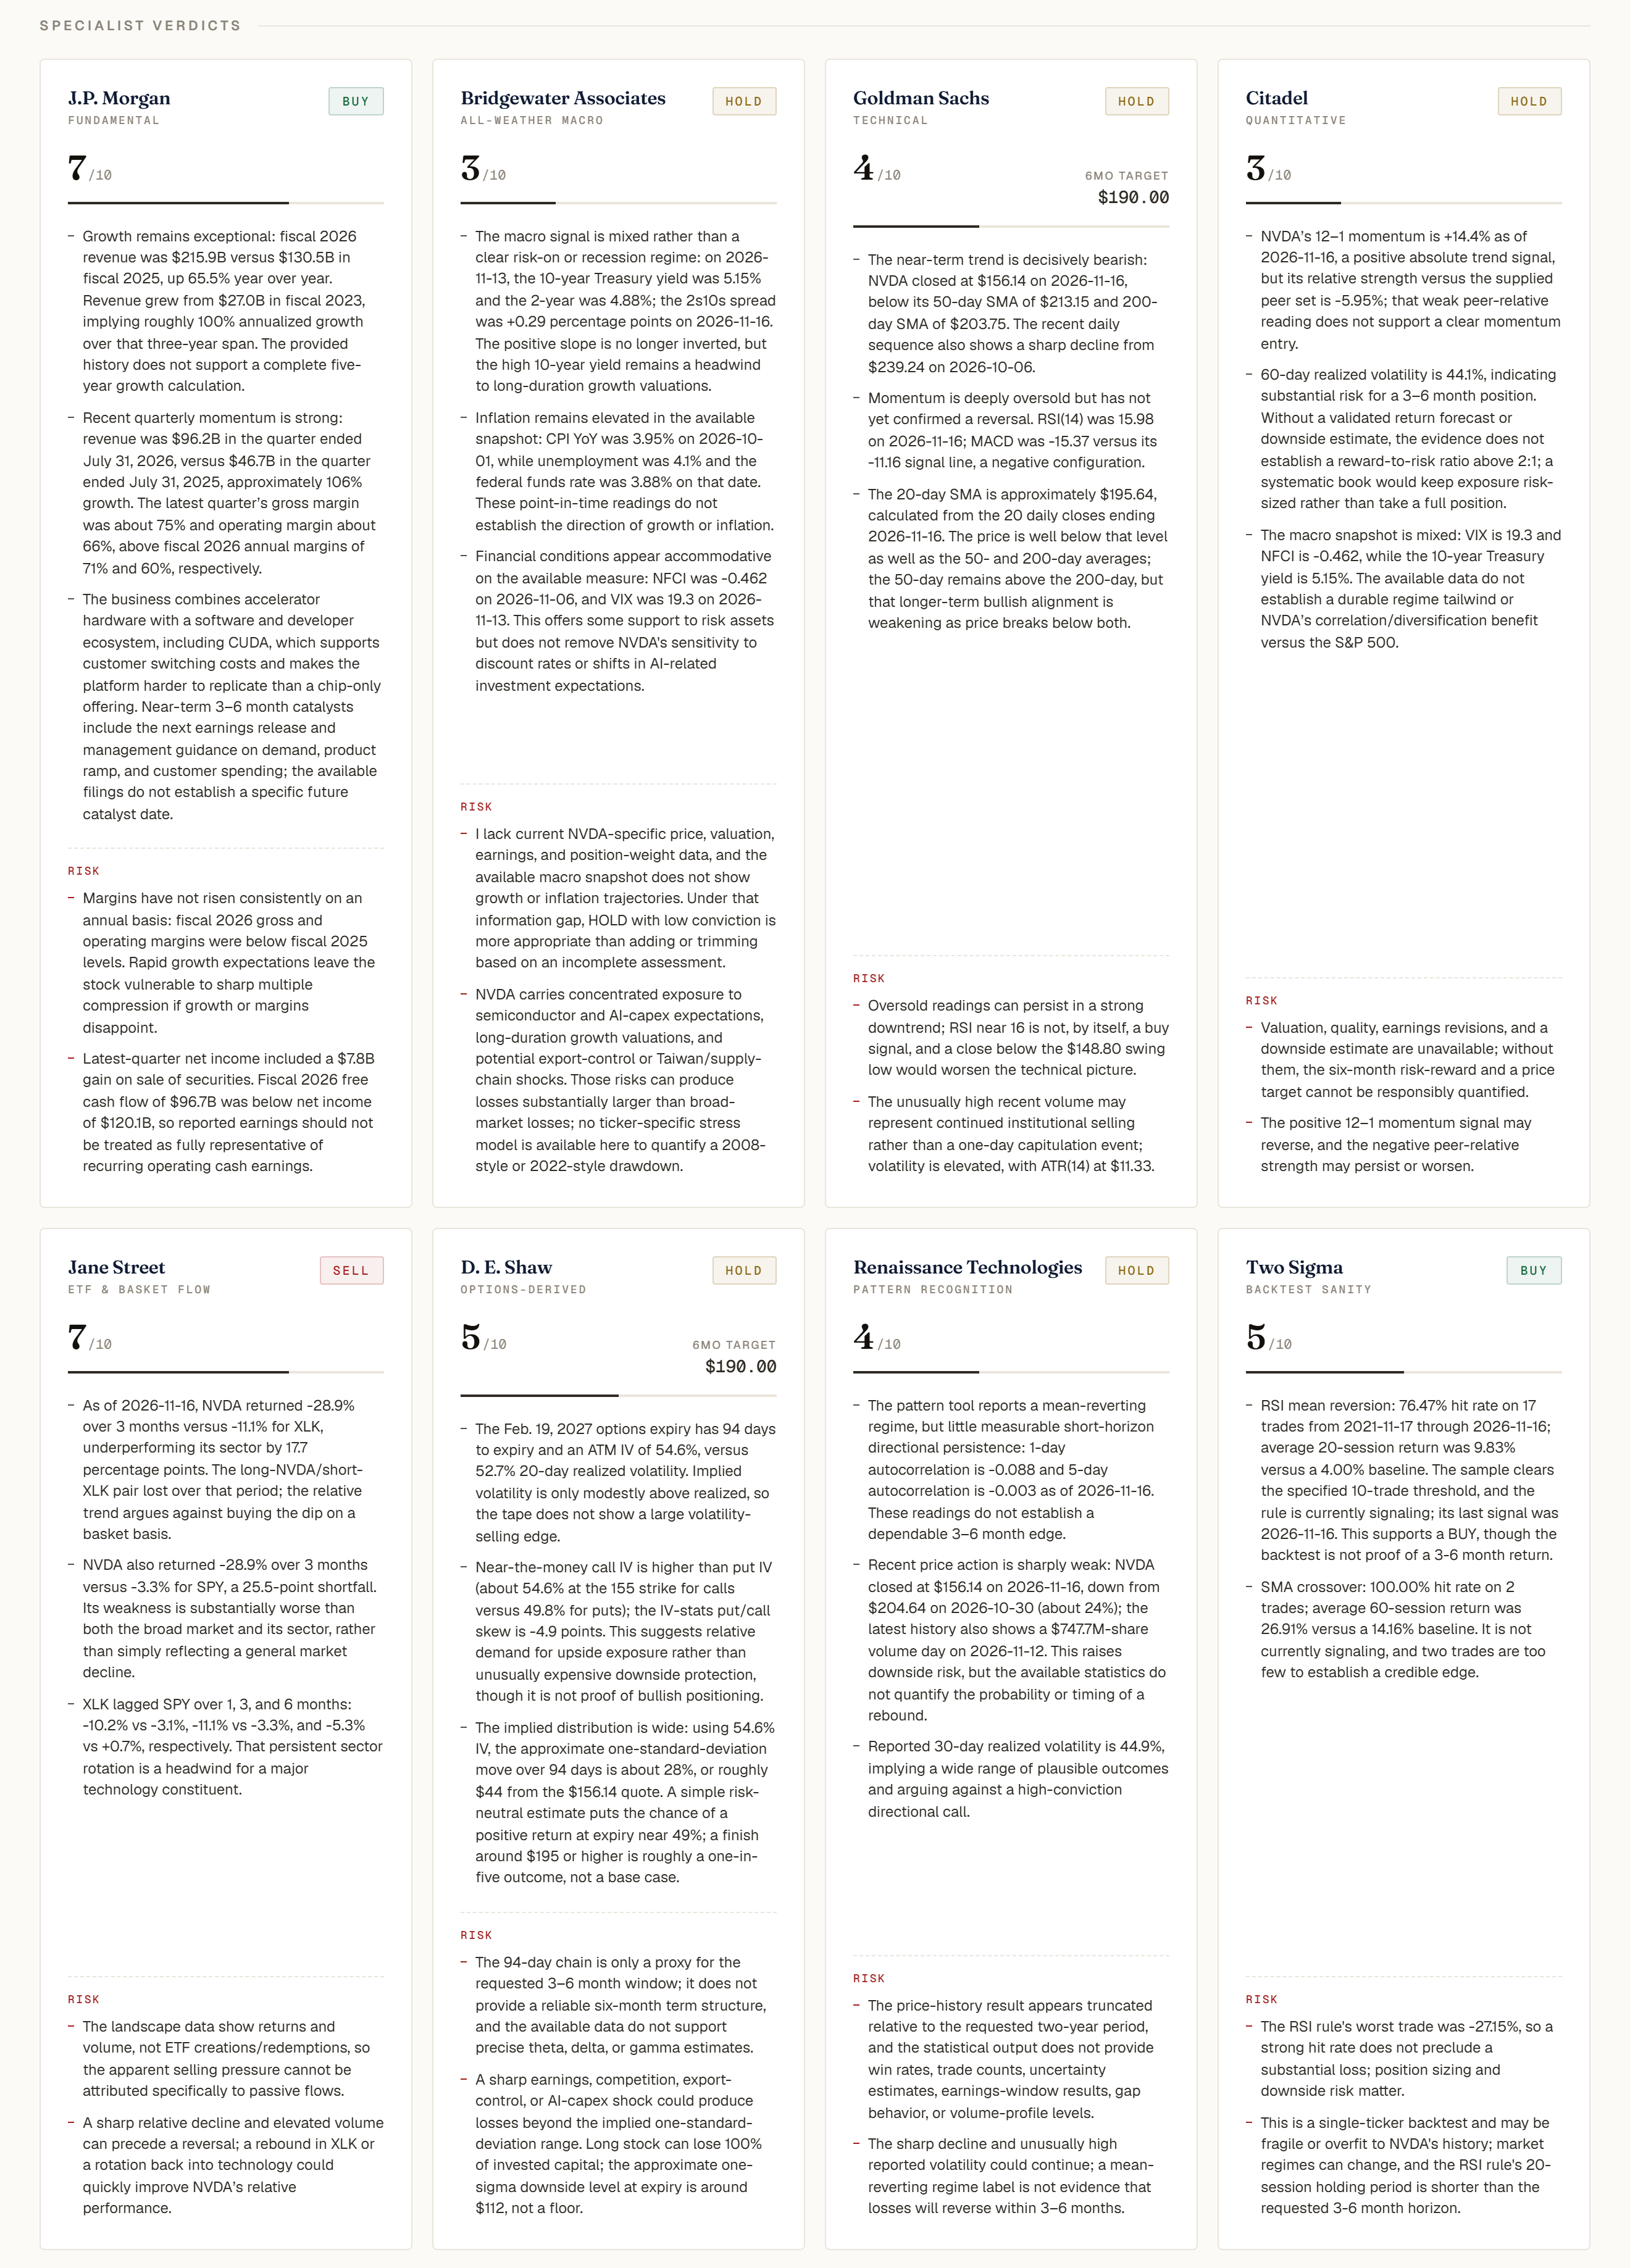 SPECIALIST VERDICTS
J.P. Morgan
BUY
FUNDAMENTAL
7/10
– Growth remains exceptional: fiscal 2026
revenue was $215.9B versus $130.5B in
fiscal 2025, up 65.5% year over year.
Revenue grew from $27.0B in fiscal 2023,
implying roughly 100% annualized growth
over that three-year span. The provided
history does not support a complete five-
year growth calculation.
– Recent quarterly momentum is strong:
revenue was $96.2B in the quarter ended
July 31, 2026, versus $46.7B in the quarter
ended July 31, 2025, approximately 106%
growth. The latest quarter's gross margin
was about 75% and operating margin about
66%, above fiscal 2026 annual margins of
71% and 60%, respectively.
– The business combines accelerator
hardware with a software and developer
ecosystem, including CUDA, which supports
customer switching costs and makes the
platform harder to replicate than a chip-only
offering. Near-term 3–6 month catalysts
include the next earnings release and
management guidance on demand, product
ramp, and customer spending; the available
filings do not establish a specific future
catalyst date.
RISK
– Margins have not risen consistently on an
annual basis: fiscal 2026 gross and
operating margins were below fiscal 2025
levels. Rapid growth expectations leave the
stock vulnerable to sharp multiple
compression if growth or margins
disappoint.
– Latest-quarter net income included a $7.8B
gain on sale of securities. Fiscal 2026 free
cash flow of $96.7B was below net income
of $120.1B, so reported earnings should not
be treated as fully representative of
recurring operating cash earnings.
Bridgewater Associates
HOLD
ALL-WEATHER MACRO
3/10
– The macro signal is mixed rather than a
clear risk-on or recession regime: on 2026-
11-13, the 10-year Treasury yield was 5.15%
and the 2-year was 4.88%; the 2s10s spread
was +0.29 percentage points on 2026-11-16.
The positive slope is no longer inverted, but
the high 10-year yield remains a headwind
to long-duration growth valuations.
– Inflation remains elevated in the available
snapshot: CPI YoY was 3.95% on 2026-10-
01, while unemployment was 4.1% and the
federal funds rate was 3.88% on that date.
These point-in-time readings do not
establish the direction of growth or inflation.
– Financial conditions appear accommodative
on the available measure: NFCI was -0.462
on 2026-11-06, and VIX was 19.3 on 2026-
11-13. This offers some support to risk assets
but does not remove NVDA's sensitivity to
discount rates or shifts in AI-related
investment expectations.
RISK
– I lack current NVDA-specific price, valuation,
earnings, and position-weight data, and the
available macro snapshot does not show
growth or inflation trajectories. Under that
information gap, HOLD with low conviction is
more appropriate than adding or trimming
based on an incomplete assessment.
– NVDA carries concentrated exposure to
semiconductor and AI-capex expectations,
long-duration growth valuations, and
potential export-control or Taiwan/supply-
chain shocks. Those risks can produce
losses substantially larger than broad-
market losses; no ticker-specific stress
model is available here to quantify a 2008-
style or 2022-style drawdown.
Goldman Sachs
HOLD
TECHNICAL
4/10
6MO TARGET
$190.00
– The near-term trend is decisively bearish:
NVDA closed at $156.14 on 2026-11-16,
below its 50-day SMA of $213.15 and 200-
day SMA of $203.75. The recent daily
sequence also shows a sharp decline from
$239.24 on 2026-10-06.
– Momentum is deeply oversold but has not
yet confirmed a reversal. RSI(14) was 15.98
on 2026-11-16; MACD was -15.37 versus its
-11.16 signal line, a negative configuration.
– The 20-day SMA is approximately $195.64,
calculated from the 20 daily closes ending
2026-11-16. The price is well below that level
as well as the 50- and 200-day averages;
the 50-day remains above the 200-day, but
that longer-term bullish alignment is
weakening as price breaks below both.
RISK
– Oversold readings can persist in a strong
downtrend; RSI near 16 is not, by itself, a buy
signal, and a close below the $148.80 swing
low would worsen the technical picture.
– The unusually high recent volume may
represent continued institutional selling
rather than a one-day capitulation event;
volatility is elevated, with ATR(14) at $11.33.
Citadel
HOLD
QUANTITATIVE
3/10
– NVDA's 12–1 momentum is +14.4% as of
2026-11-16, a positive absolute trend signal,
but its relative strength versus the supplied
peer set is -5.95%; that weak peer-relative
reading does not support a clear momentum
entry.
– 60-day realized volatility is 44.1%, indicating
substantial risk for a 3–6 month position.
Without a validated return forecast or
downside estimate, the evidence does not
establish a reward-to-risk ratio above 2:1; a
systematic book would keep exposure risk-
sized rather than take a full position.
– The macro snapshot is mixed: VIX is 19.3 and
NFCI is -0.462, while the 10-year Treasury
yield is 5.15%. The available data do not
establish a durable regime tailwind or
NVDA's correlation/diversification benefit
versus the S&P 500.
RISK
– Valuation, quality, earnings revisions, and a
downside estimate are unavailable; without
them, the six-month risk-reward and a price
target cannot be responsibly quantified.
– The positive 12–1 momentum signal may
reverse, and the negative peer-relative
strength may persist or worsen.
Jane Street
SELL
ETF & BASKET FLOW
7/10
– As of 2026-11-16, NVDA returned -28.9%
over 3 months versus -11.1% for XLK,
underperforming its sector by 17.7
percentage points. The long-NVDA/short-
XLK pair lost over that period; the relative
trend argues against buying the dip on a
basket basis.
– NVDA also returned -28.9% over 3 months
versus -3.3% for SPY, a 25.5-point shortfall.
Its weakness is substantially worse than
both the broad market and its sector, rather
than simply reflecting a general market
decline.
– XLK lagged SPY over 1, 3, and 6 months:
-10.2% vs -3.1%, -11.1% vs -3.3%, and -5.3%
vs +0.7%, respectively. That persistent sector
rotation is a headwind for a major
technology constituent.
RISK
– The landscape data show returns and
volume, not ETF creations/redemptions, so
the apparent selling pressure cannot be
attributed specifically to passive flows.
– A sharp relative decline and elevated volume
can precede a reversal; a rebound in XLK or
a rotation back into technology could
quickly improve NVDA's relative
performance.
D. E. Shaw
HOLD
OPTIONS-DERIVED
5/10
6MO TARGET
$190.00
– The Feb. 19, 2027 options expiry has 94 days
to expiry and an ATM IV of 54.6%, versus
52.7% 20-day realized volatility. Implied
volatility is only modestly above realized, so
the tape does not show a large volatility-
selling edge.
– Near-the-money call IV is higher than put IV
(about 54.6% at the 155 strike for calls
versus 49.8% for puts); the IV-stats put/call
skew is -4.9 points. This suggests relative
demand for upside exposure rather than
unusually expensive downside protection,
though it is not proof of bullish positioning.
– The implied distribution is wide: using 54.6%
IV, the approximate one-standard-deviation
move over 94 days is about 28%, or roughly
$44 from the $156.14 quote. A simple risk-
neutral estimate puts the chance of a
positive return at expiry near 49%; a finish
around $195 or higher is roughly a one-in-
five outcome, not a base case.
RISK
– The 94-day chain is only a proxy for the
requested 3–6 month window; it does not
provide a reliable six-month term structure,
and the available data do not support
precise theta, delta, or gamma estimates.
– A sharp earnings, competition, export-
control, or AI-capex shock could produce
losses beyond the implied one-standard-
deviation range. Long stock can lose 100%
of invested capital; the approximate one-
sigma downside level at expiry is around
$112, not a floor.
Renaissance Technologies
HOLD
PATTERN RECOGNITION
4/10
– The pattern tool reports a mean-reverting
regime, but little measurable short-horizon
directional persistence: 1-day
autocorrelation is -0.088 and 5-day
autocorrelation is -0.003 as of 2026-11-16.
These readings do not establish a
dependable 3–6 month edge.
– Recent price action is sharply weak: NVDA
closed at $156.14 on 2026-11-16, down from
$204.64 on 2026-10-30 (about 24%); the
latest history also shows a $747.7M-share
volume day on 2026-11-12. This raises
downside risk, but the available statistics do
not quantify the probability or timing of a
rebound.
– Reported 30-day realized volatility is 44.9%,
implying a wide range of plausible outcomes
and arguing against a high-conviction
directional call.
RISK
– The price-history result appears truncated
relative to the requested two-year period,
and the statistical output does not provide
win rates, trade counts, uncertainty
estimates, earnings-window results, gap
behavior, or volume-profile levels.
– The sharp decline and unusually high
reported volatility could continue; a mean-
reverting regime label is not evidence that
losses will reverse within 3–6 months.
Two Sigma
BUY
BACKTEST SANITY
5/10
– RSI mean reversion: 76.47% hit rate on 17
trades from 2021-11-17 through 2026-11-16;
average 20-session return was 9.83%
versus a 4.00% baseline. The sample clears
the specified 10-trade threshold, and the
rule is currently signaling; its last signal was
2026-11-16. This supports a BUY, though the
backtest is not proof of a 3-6 month return.
– SMA crossover: 100.00% hit rate on 2
trades; average 60-session return was
26.91% versus a 14.16% baseline. It is not
currently signaling, and two trades are too
few to establish a credible edge.
RISK
– The RSI rule's worst trade was -27.15%, so a
strong hit rate does not preclude a
substantial loss; position sizing and
downside risk matter.
– This is a single-ticker backtest and may be
fragile or overfit to NVDA's history; market
regimes can change, and the RSI rule's 20-
session holding period is shorter than the
requested 3-6 month horizon.